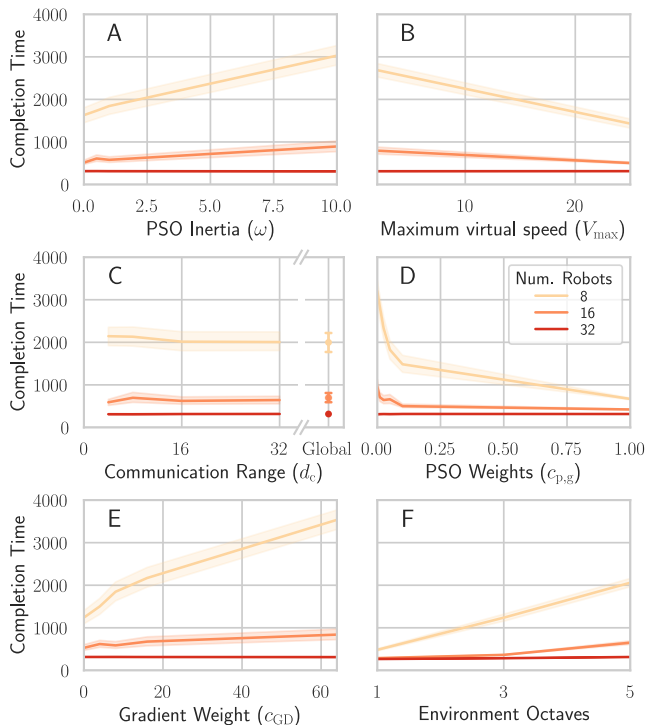 A
B
Completion Time
4000
3000
2000
1000
0
0.0 2.5 5.0 7.5 10.0
10 20
PSO Inertia (ω)
Maximum virtual speed (Vmax)
C
D
Completion Time
4000
3000
2000
1000
0
Num. Robots
8
16
32
0 16 32 Global
0.00 0.25 0.50 0.75 1.00
Communication Range (dc)
PSO Weights (cp,g)
E
F
Completion Time
4000
3000
2000
1000
0
0 20 40 60
1 3 5
Gradient Weight (cGD)
Environment Octaves